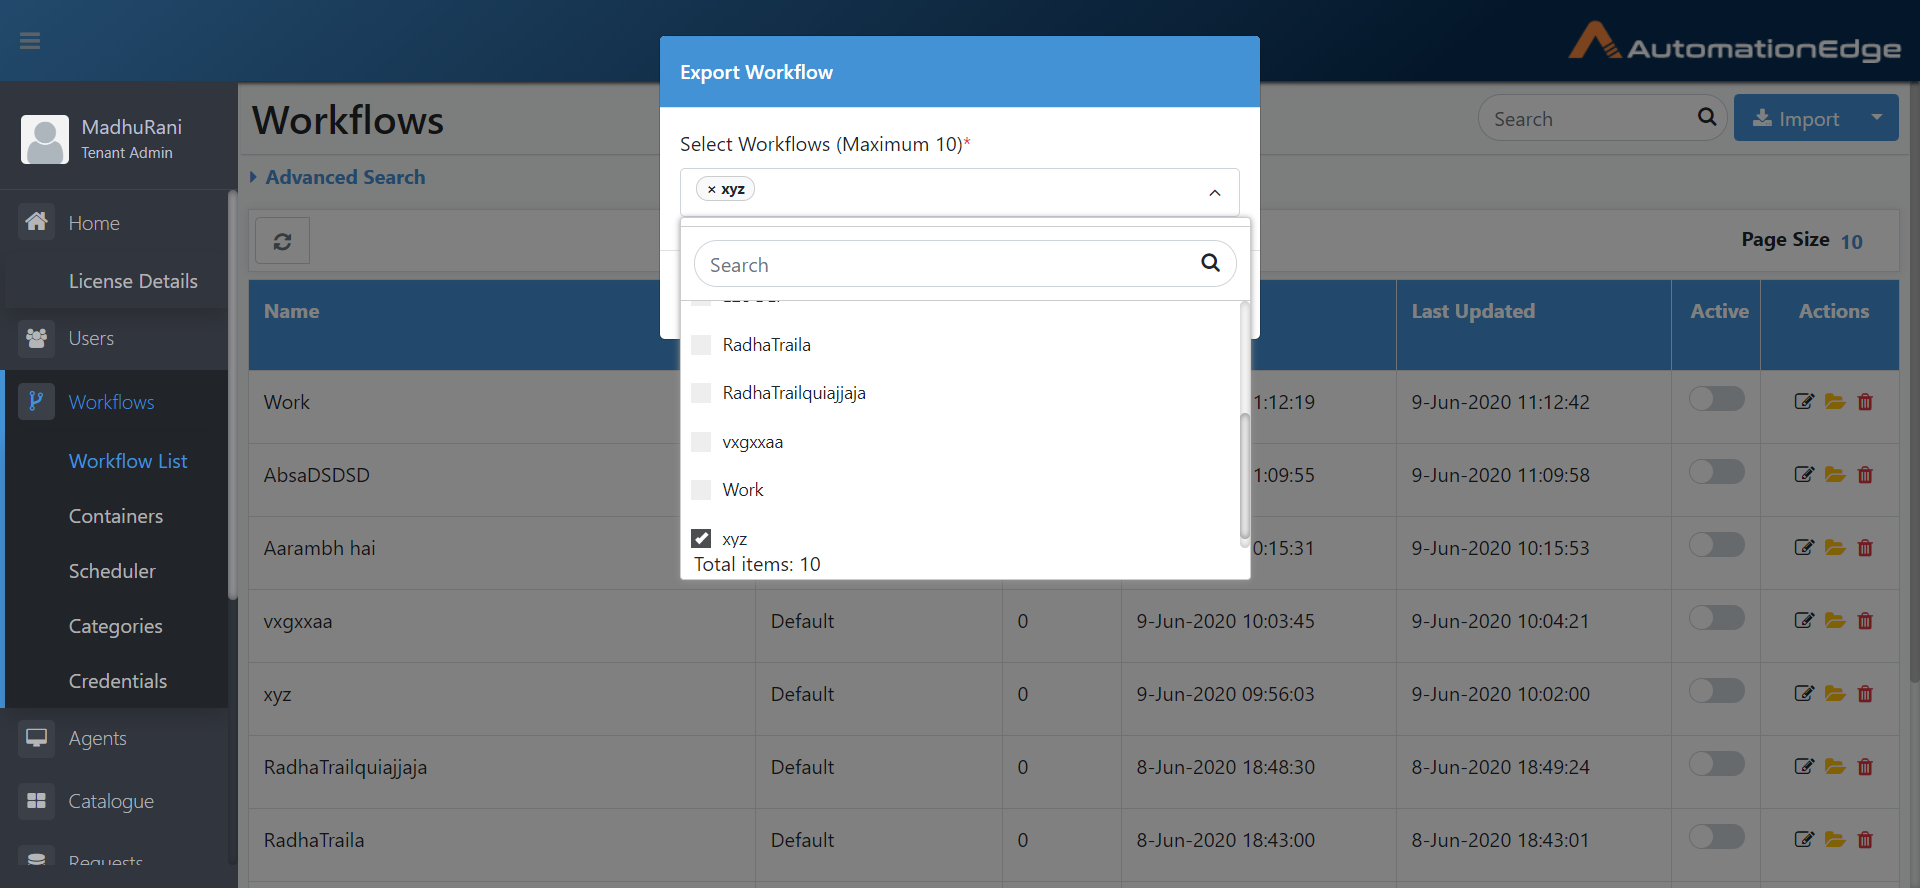 AutomationEdge
Export Workflow
MadhuRani
Tenant Admin
Workflows
Search
Import
Select Workflows (Maximum 10)*
× xyz
Advanced Search
Home
License Details
Users
Workflows
Workflow List
Containers
Scheduler
Categories
Credentials
Agents
Catalogue
Requests
Page Size 10
Search
RadhaTraila
RadhaTrailquiajjaja
vxgxxaa
Work
xyz
Total items: 10
Name Last Updated Active Actions
Work 1:12:19 9-Jun-2020 11:12:42
AbsaDSDSD 1:09:55 9-Jun-2020 11:09:58
Aarambh hai 0:15:31 9-Jun-2020 10:15:53
vxgxxaa Default 0 9-Jun-2020 10:03:45 9-Jun-2020 10:04:21
xyz Default 0 9-Jun-2020 09:56:03 9-Jun-2020 10:02:00
RadhaTrailquiajjaja Default 0 8-Jun-2020 18:48:30 8-Jun-2020 18:49:24
RadhaTraila Default 0 8-Jun-2020 18:43:00 8-Jun-2020 18:43:01